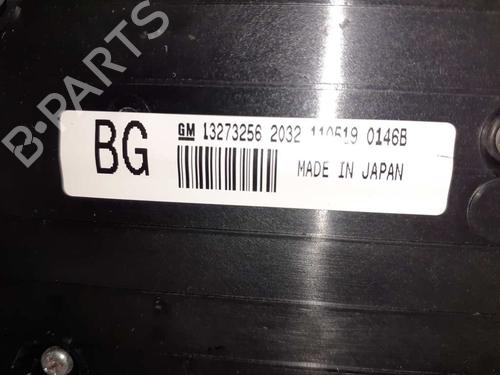 B-PARTS
BG
GM 13273256 2032 110519 0146B
MADE IN JAPAN